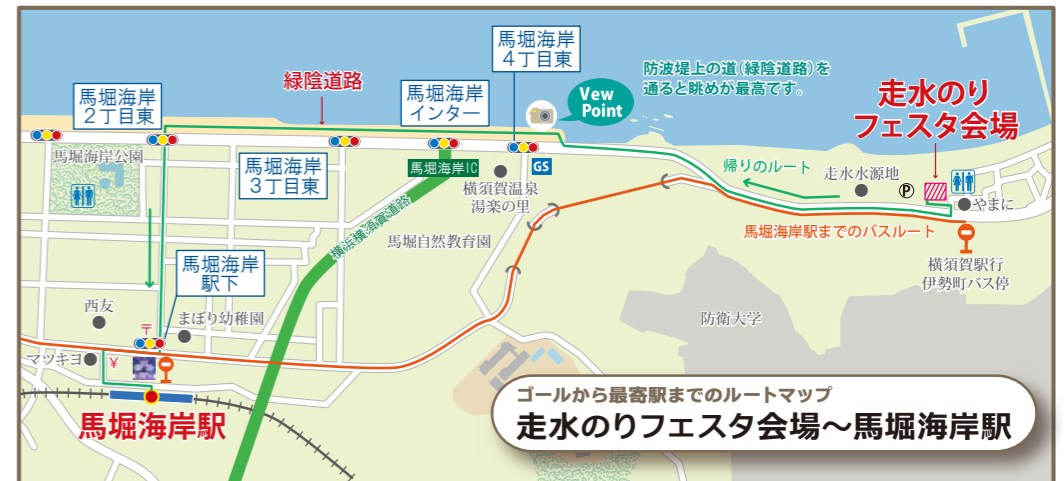 馬堀海岸
4丁目東
防波堤上の道(緑陰道路)を
通ると眺めが最高です。
緑陰道路
馬堀海岸
2丁目東
馬堀海岸
インター
Vew
Point
走水のり
フェスタ会場
馬堀海岸公園
馬堀海岸
3丁目東
馬堀海岸IC
GS
横須賀温泉
湯楽の里
帰りのルート
走水水源地
P
やまに
横浜横須賀道路
馬堀自然教育園
馬堀海岸駅までのバスルート
馬堀海岸
駅下
横須賀駅行
伊勢町バス停
西友
〒
まぼり幼稚園
防衛大学
マツキヨ
¥
馬堀海岸駅
ゴールから最寄駅までのルートマップ
走水のりフェスタ会場〜馬堀海岸駅